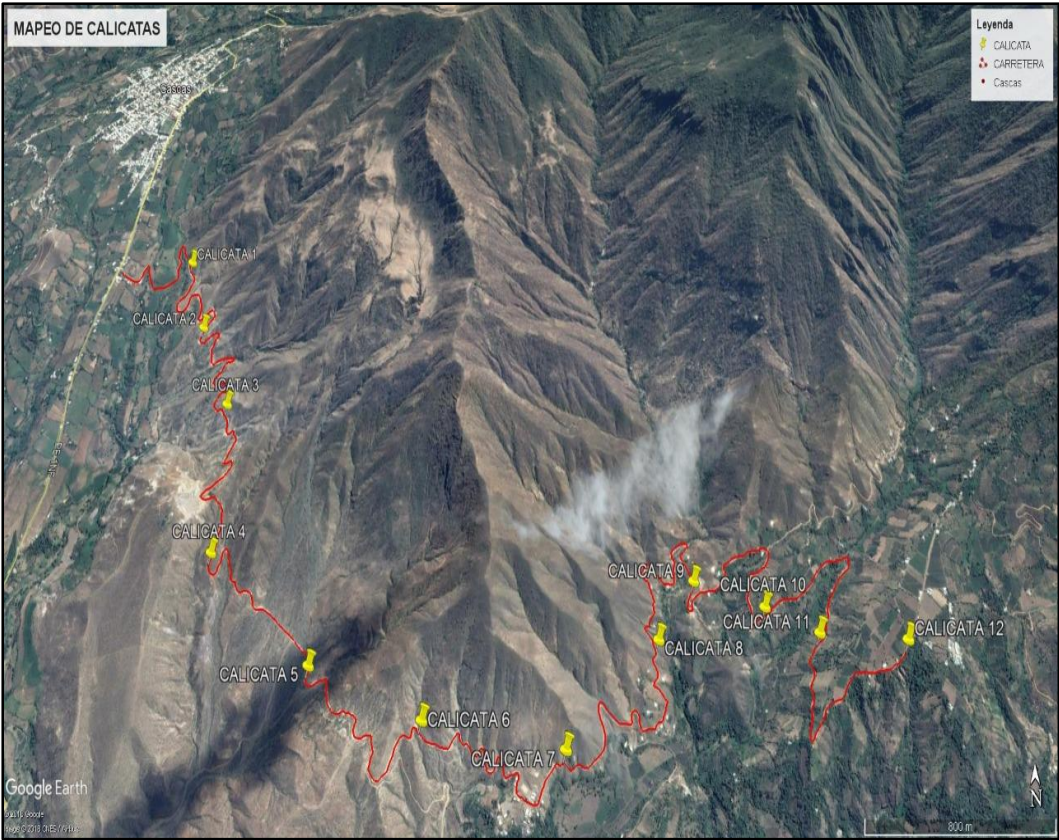 MAPEO DE CALICATAS
Leyenda
CALICATA
CARRETERA
Cascas
Cascas
CALICATA 1
CALICATA 2
CALICATA 3
CALICATA 4
CALICATA 5
CALICATA 6
CALICATA 7
CALICATA 8
CALICATA 9
CALICATA 10
CALICATA 11
CALICATA 12
Google Earth
800 m
N